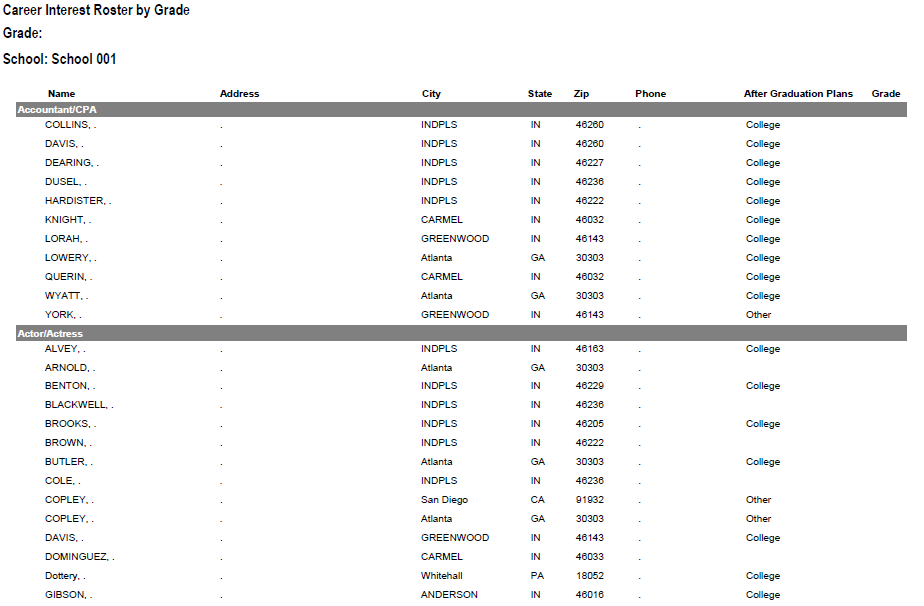 Career Interest Roster by Grade
Grade:
School: School 001
Name Address City State Zip Phone After Graduation Plans Grade
Accountant/CPA
COLLINS, . . INDPLS IN 46260 . College
DAVIS, . . INDPLS IN 46260 . College
DEARING, . . INDPLS IN 46227 . College
DUSEL, . . INDPLS IN 46236 . College
HARDISTER, . . INDPLS IN 46222 . College
KNIGHT, . . CARMEL IN 46032 . College
LORAH, . . GREENWOOD IN 46143 . College
LOWERY, . . Atlanta GA 30303 . College
QUERIN, . . CARMEL IN 46032 . College
WYATT, . . Atlanta GA 30303 . College
YORK, . . GREENWOOD IN 46143 . Other
Actor/Actress
ALVEY, . . INDPLS IN 46163 . College
ARNOLD, . . Atlanta GA 30303 .
BENTON, . . INDPLS IN 46229 . College
BLACKWELL, . . INDPLS IN 46236 .
BROOKS, . . INDPLS IN 46205 . College
BROWN, . . INDPLS IN 46222 .
BUTLER, . . Atlanta GA 30303 . College
COLE, . . INDPLS IN 46236 .
COPLEY, . . San Diego CA 91932 . Other
COPLEY, . . Atlanta GA 30303 . Other
DAVIS, . . GREENWOOD IN 46143 . College
DOMINGUEZ, . . CARMEL IN 46033 .
Dottery, . . Whitehall PA 18052 . College
GIBSON, . . ANDERSON IN 46016 . College